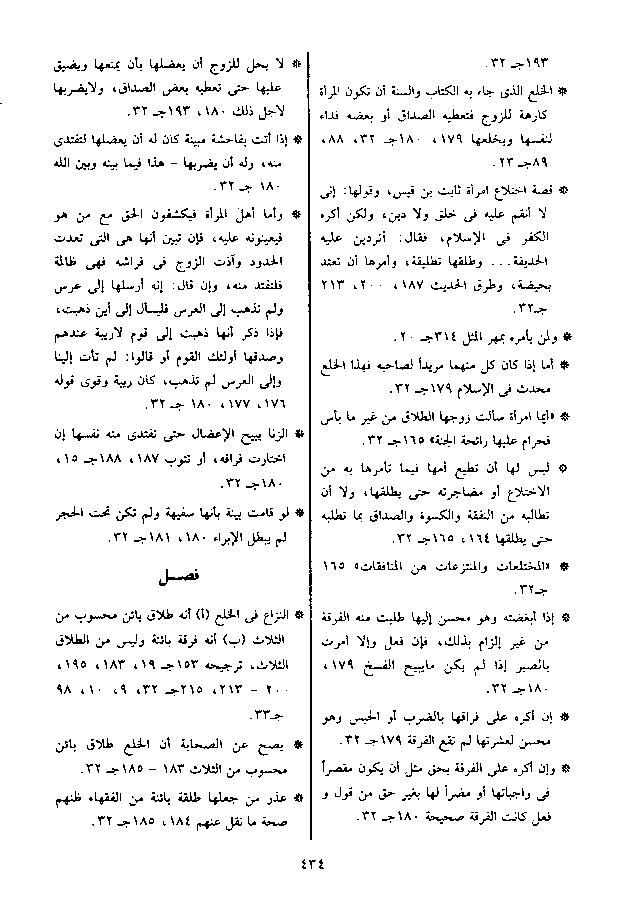 ١٩٣جـ ٣٢.
* الخلع الذى جاء به الكتاب والسنة أن تكون المرأة
كارهة للزوج فتعطيه الصداق أو بعضه فداء
لنفسها ويخلعها ١٧٩، ١٨٠جـ ٣٢، ٨٨،
٨٩جـ ٢٣.
* قصة اختلاع امرأة ثابت بن قيس، وقولها: إنى
لا أنقم عليه فى خلق ولا دين، ولكن أكره
الكفر فى الإسلام، فقال: أتردين عليه
الحديقة... وطلقها تطليقة، وأمرها أن تعتد
بحيضة، وطرق الحديث ١٨٧، ٢٠٠، ٢١٣
جـ٣٢.
* ولمن يأمره بمهر المثل ٣١٤جـ ٢٠.
* أما إذا كان كل منهما مريداً لصاحبه فهذا الخلع
محدث فى الإسلام ١٧٩جـ ٣٢.
* «أيما امرأة سألت زوجها الطلاق من غير ما بأس
فحرام عليها رائحة الجنة» ١٦٥جـ ٣٢.
* ليس لها أن تطيع أمها فيما تأمرها به من
الاختلاع أو مضاجرته حتى يطلقها، ولا أن
تطالبه من النفقة والكسوة والصداق بما تطلبه
حتى يطلقها ١٦٤، ١٦٥جـ ٣٢.
* «المختلعات والمنتزعات هن المنافقات» ١٦٥
جـ٣٢.
* إذا أبغضته وهو محسن إليها طلبت منه الفرقة
من غير إلزام بذلك، فإن فعل وإلا أمرت
بالصبر إذا لم يكن مايبيح الفسخ ١٧٩،
١٨٠جـ ٣٢.
* إن أكره على فراقها بالضرب أو الحبس وهو
محسن لعشرتها لم تقع الفرقة ١٧٩جـ ٣٢.
* وإن أكره على الفرقة بحق مثل أن يكون مقصراً
فى واجباتها أو مضراً لها بغير حق من قول و
فعل كانت الفرقة صحيحة ١٨٠جـ ٣٢.
* لا يحل للزوج أن يعضلها بأن يمنعها ويضيق
عليها حتى تعطيه بعض الصداق، ولايضربها
لاجل ذلك ١٨٠، ١٩٣جـ ٣٢.
* إذا أتت بفاحشة مبينة كان له أن يعضلها لتفتدى
منه، وله أن يضربها - هذا فيما بينه وبين الله
١٨٠ جـ ٣٢.
* وأما أهل المرأة فيكشفون الحق مع من هو
فيعينونه عليه، فإن تبين أنها هى التى تعدت
الحدود وآذت الزوج فى فراشه فهى ظالمة
فلتفتد منه، وإن قال: إنه أرسلها إلى عرس
ولم تذهب إلى العرس فليسأل إلى أين ذهبت،
فإذا ذكر أنها ذهبت إلى قوم لاريبة عندهم
وصدقها أولئك القوم أو قالوا: لم تأت إلينا
وإلى العرس لم تذهب، كان ريبة وقوى قوله
١٧٦، ١٧٧، ١٨٠ جـ ٣٢.
* الزنا يبيح الإعضال حتى تفتدى منه نفسها إن
اختارت فراقه، أو تتوب ١٨٧، ١٨٨جـ ١٥،
١٨٠جـ ٣٢.
* لو قامت بينة بأنها سفيهة ولم تكن تحت الحجر
لم يبطل الإبراء ١٨٠، ١٨١جـ ٣٢.
فصـل
* النزاع فى الخلع (أ) أنه طلاق بائن محسوب من
الثلاث (ب) أنه فرقة بائنة وليس من الطلاق
الثلاث، ترجيحه ١٥٣جـ ١٩، ١٨٣، ١٩٥،
٢٠٠ - ٢١٣، ٢١٥جـ ٣٢، ٩، ١٠، ٩٨
جـ٣٣.
* يصح عن الصحابة أن الخلع طلاق بائن
محسوب من الثلاث ١٨٣ - ١٨٥جـ ٣٢.
* عذر من جعلها طلقة بائنة من الفقهاء ظنهم
صحة ما نقل عنهم ١٨٤، ١٨٥جـ ٣٢.
٤٣٤